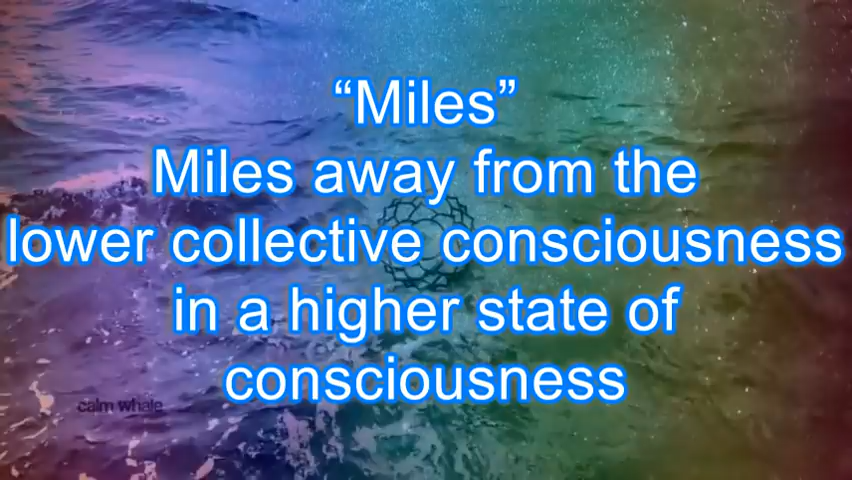 “Miles”
Miles away from the
lower collective consciousness
in a higher state of
consciousness
calm whale